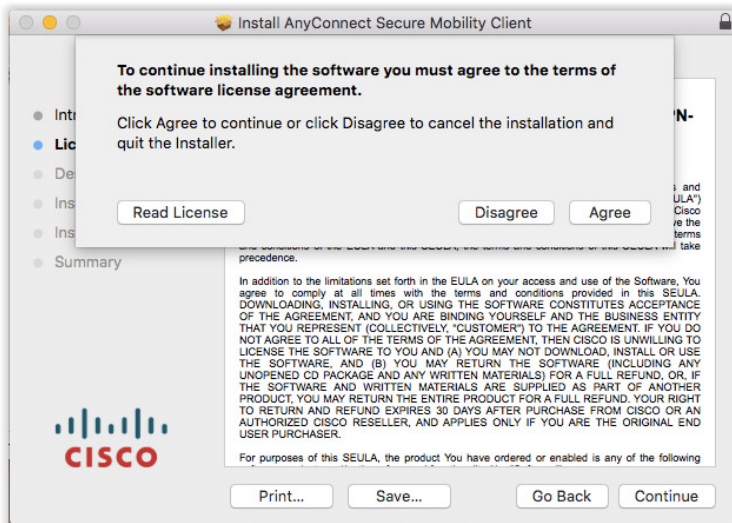 Install AnyConnect Secure Mobility Client
To continue installing the software you must agree to the terms of
the software license agreement.
Click Agree to continue or click Disagree to cancel the installation and
quit the Installer.
Read License
Disagree
Agree
Summary
take
precedence.
In addition to the limitations set forth in the EULA on your access and use of the Software, You
agree to comply at all times with the terms and conditions provided in this SEULA.
DOWNLOADING, INSTALLING, OR USING THE SOFTWARE CONSTITUTES ACCEPTANCE
OF THE AGREEMENT, AND YOU ARE BINDING YOURSELF AND THE BUSINESS ENTITY
THAT YOU REPRESENT (COLLECTIVELY, "CUSTOMER") TO THE AGREEMENT. IF YOU DO
NOT AGREE TO ALL OF THE TERMS OF THE AGREEMENT, THEN CISCO IS UNWILLING TO
LICENSE THE SOFTWARE TO YOU AND (A) YOU MAY NOT DOWNLOAD, INSTALL OR USE
THE SOFTWARE, AND (B) YOU MAY RETURN THE SOFTWARE (INCLUDING ANY
UNOPENED CD PACKAGE AND ANY WRITTEN MATERIALS) FOR A FULL REFUND, OR, IF
THE SOFTWARE AND WRITTEN MATERIALS ARE SUPPLIED AS PART OF ANOTHER
PRODUCT, YOU MAY RETURN THE ENTIRE PRODUCT FOR A FULL REFUND. YOUR RIGHT
TO RETURN AND REFUND EXPIRES 30 DAYS AFTER PURCHASE FROM CISCO OR AN
AUTHORIZED CISCO RESELLER, AND APPLIES ONLY IF YOU ARE THE ORIGINAL END
USER PURCHASER.
For purposes of this SEULA, the product You have ordered or enabled is any of the following
CISCO
Print...
Save...
Go Back
Continue